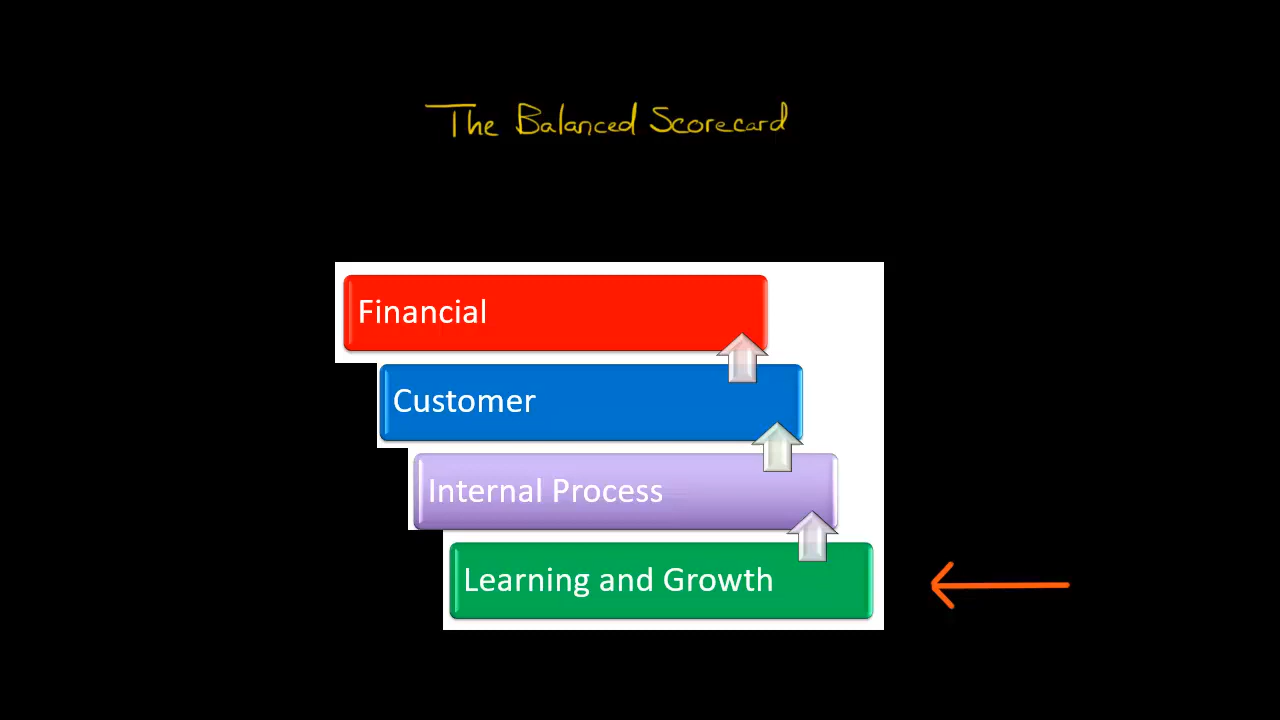 The Balanced Scorecard
Financial
Customer
Internal Process
Learning and Growth